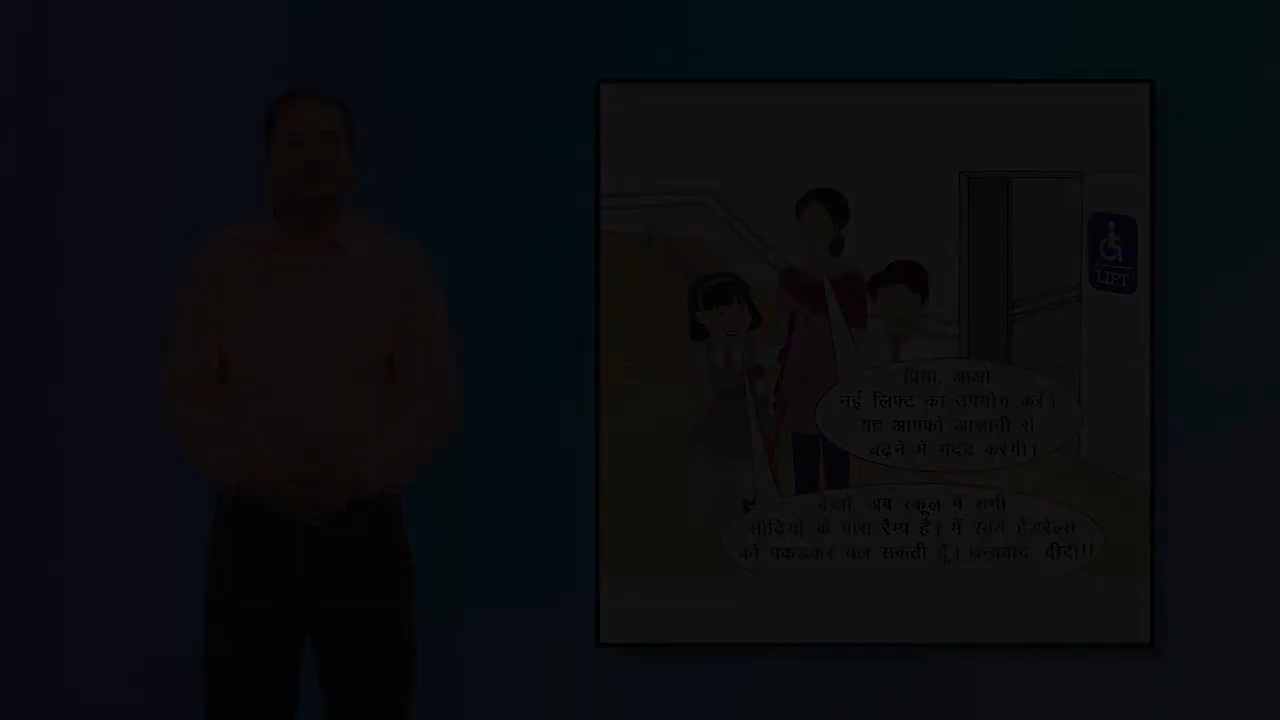 LIFT
प्रिया, आओ
नई लिफ्ट का उपयोग करें।
यह आपको आसानी से
चढ़ने में मदद करेगी।
देखो, अब स्कूल में सभी
सीढ़ियों के पास रैम्प है। मैं स्वयं हैंडरेल्स
को पकड़कर चल सकती हूँ। धन्यवाद, दीदी!!